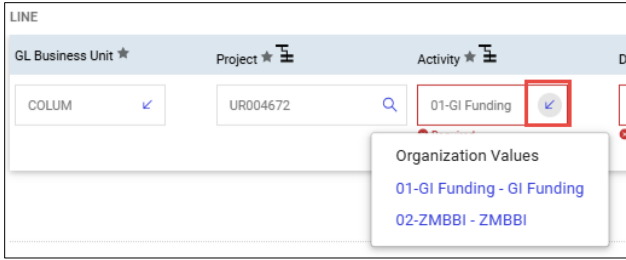 LINE
GL Business Unit
Project
Activity
D
COLUM
UR004672
01-GI Funding
Organization Values
01-GI Funding - GI Funding
02-ZMBBI - ZMBBI